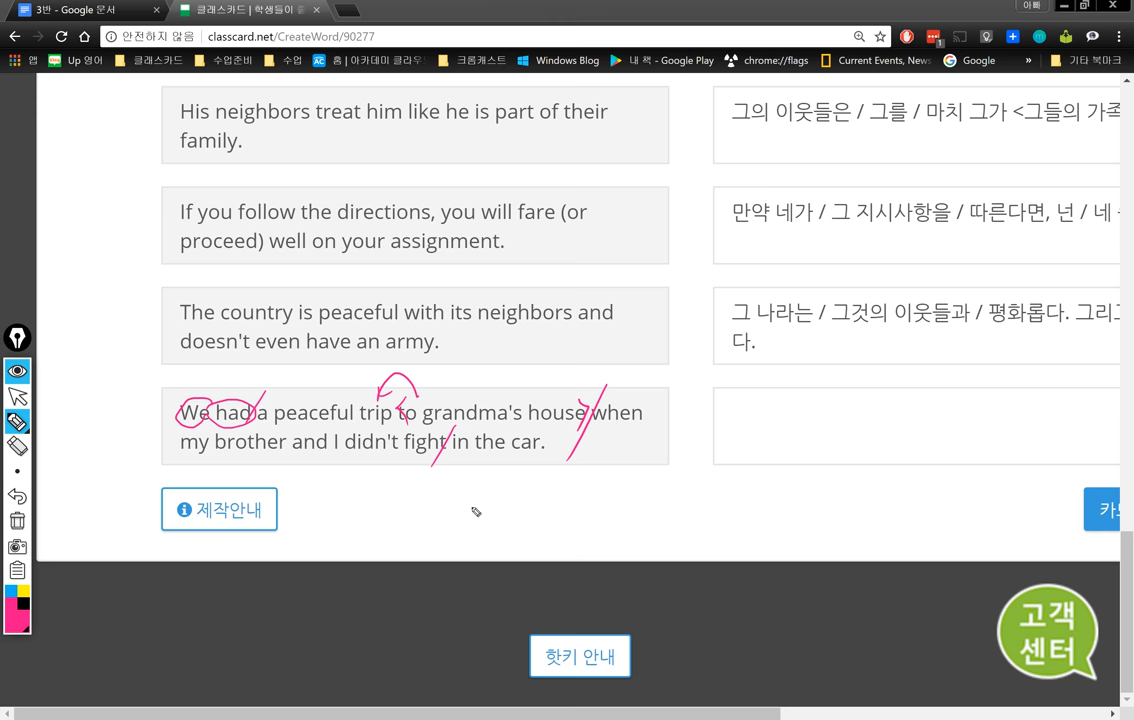 3반 - Google 문서
클래스카드 | 학생들이 좋
아빠
안전하지 않음
classcard.net/CreateWord/90277
앱
Up 영어
클래스카드
수업준비
수업
홈 | 아카데미 클라우
크롬캐스트
Windows Blog
내 책 - Google Play
chrome://flags
Current Events, News
Google
»
기타 북마크
His neighbors treat him like he is part of their
family.
그의 이웃들은 / 그를 / 마치 그가 <그들의 가족
If you follow the directions, you will fare (or
proceed) well on your assignment.
만약 네가 / 그 지시사항을 / 따른다면, 넌 / 네
The country is peaceful with its neighbors and
doesn't even have an army.
그 나라는 / 그것의 이웃들과 / 평화롭다. 그리고
다.
We had a peaceful trip to grandma's house when
my brother and I didn't fight in the car.
제작안내
카드
핫키 안내
고객
센터